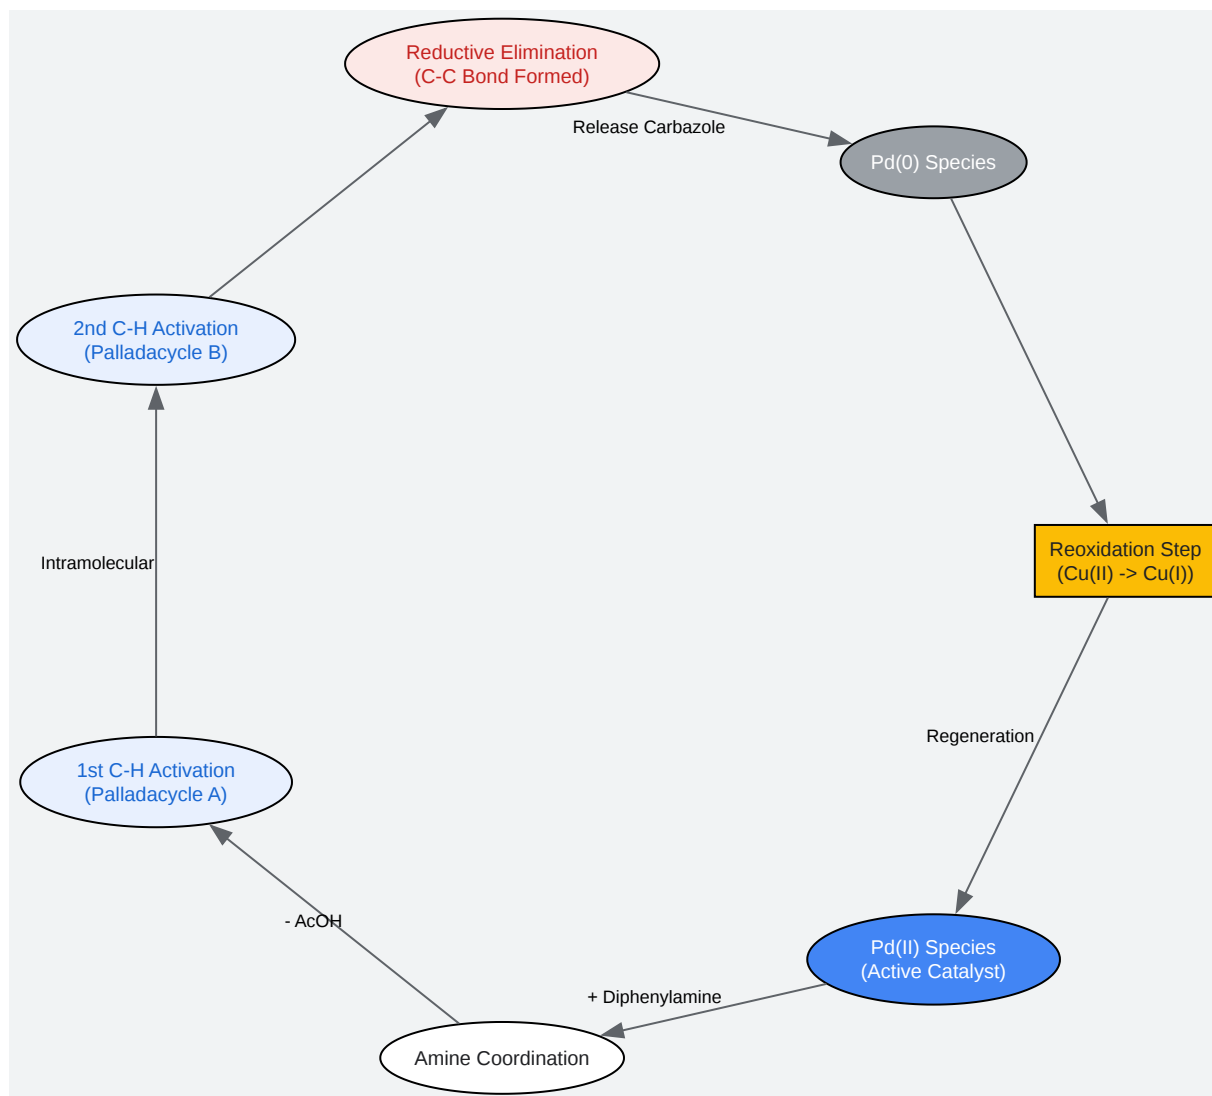 Reductive Elimination
(C-C Bond Formed)
Release Carbazole
Pd(0) Species
2nd C-H Activation
(Palladacycle B)
Intramolecular
Reoxidation Step
(Cu(II) -> Cu(I))
Regeneration
1st C-H Activation
(Palladacycle A)
- AcOH
Pd(II) Species
(Active Catalyst)
+ Diphenylamine
Amine Coordination